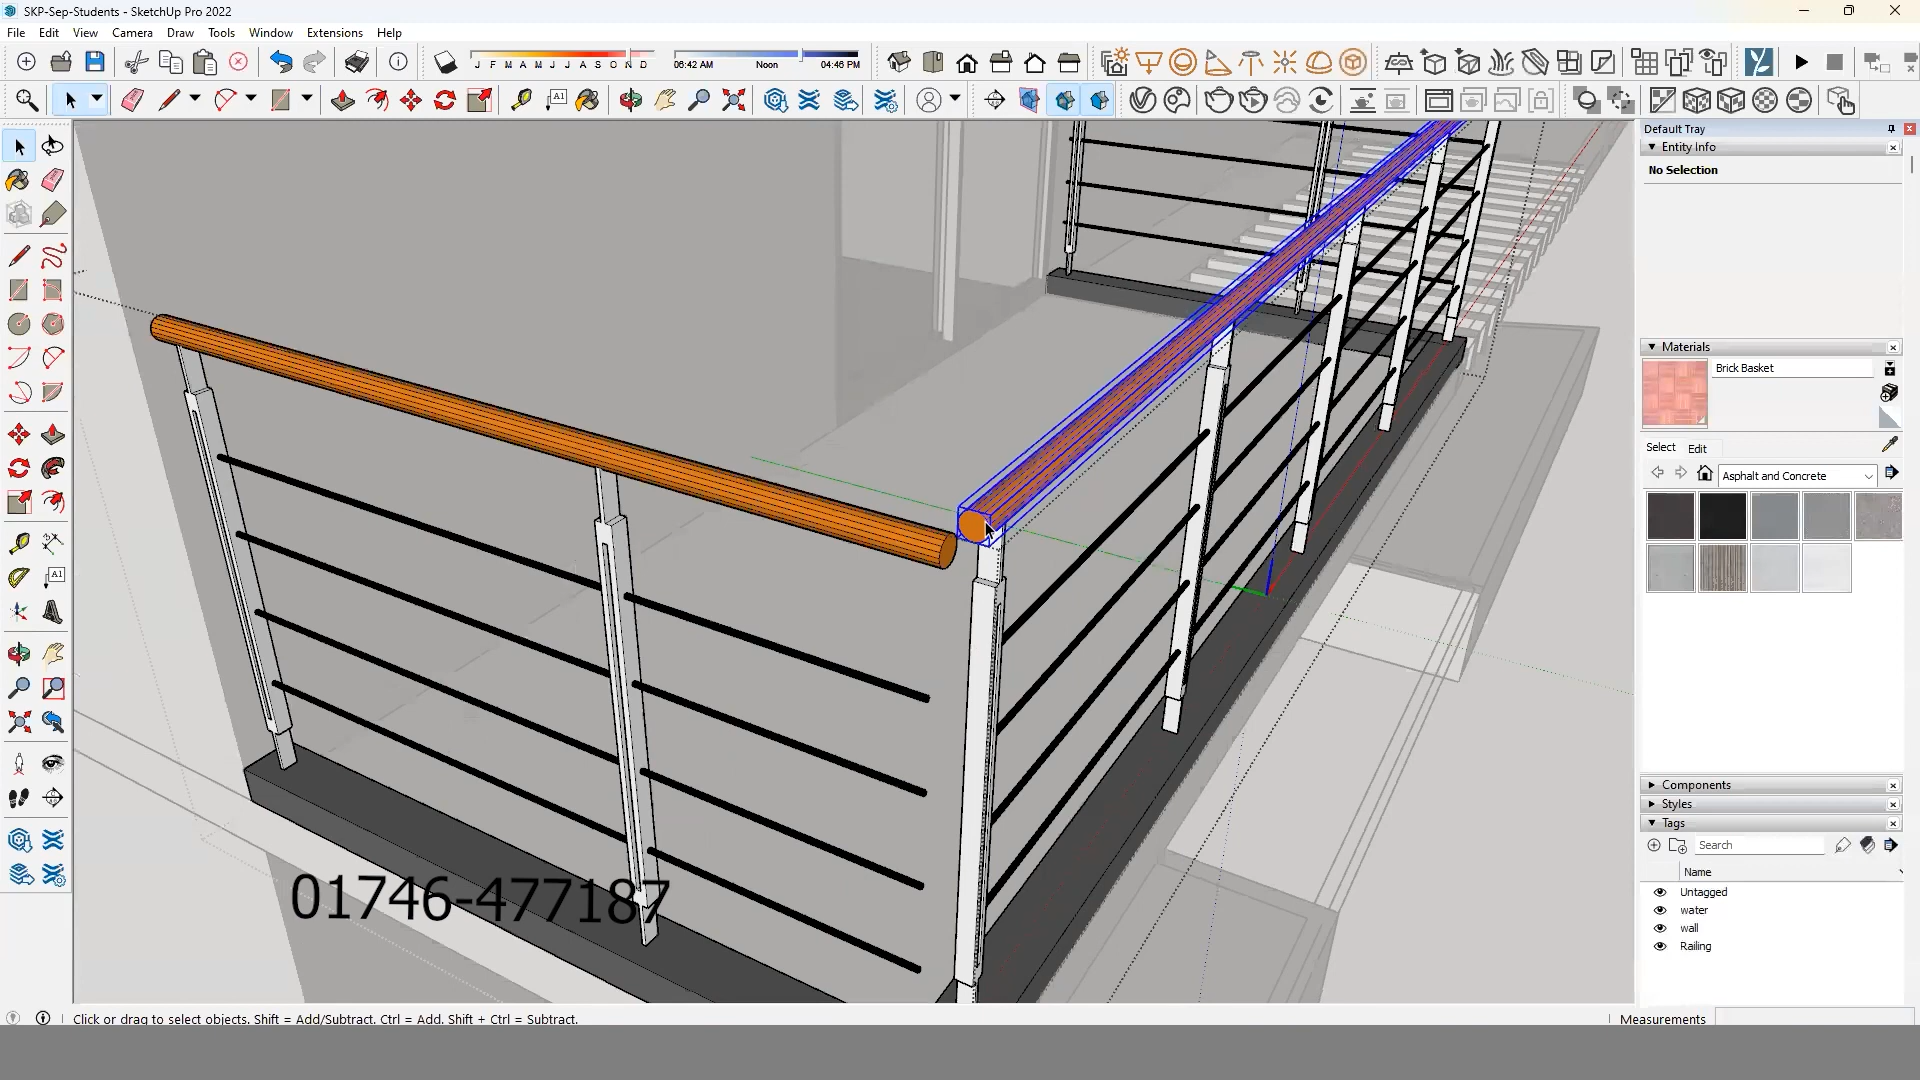 SKP-Sep-Students - SketchUp Pro 2022
File Edit View Camera Draw Tools Window Extensions Help
J F M A M J J A S O N D
06:42 AM Noon 04:46 PM
A1
Default Tray
Entity Info
No Selection
Materials
Brick Basket
Select Edit
Asphalt and Concrete
A1
Components
Styles
Tags
Search
Name
Untagged
water
wall
Railing
01746-477187
Click or drag to select objects. Shift = Add/Subtract. Ctrl = Add. Shift + Ctrl = Subtract.
Measurements